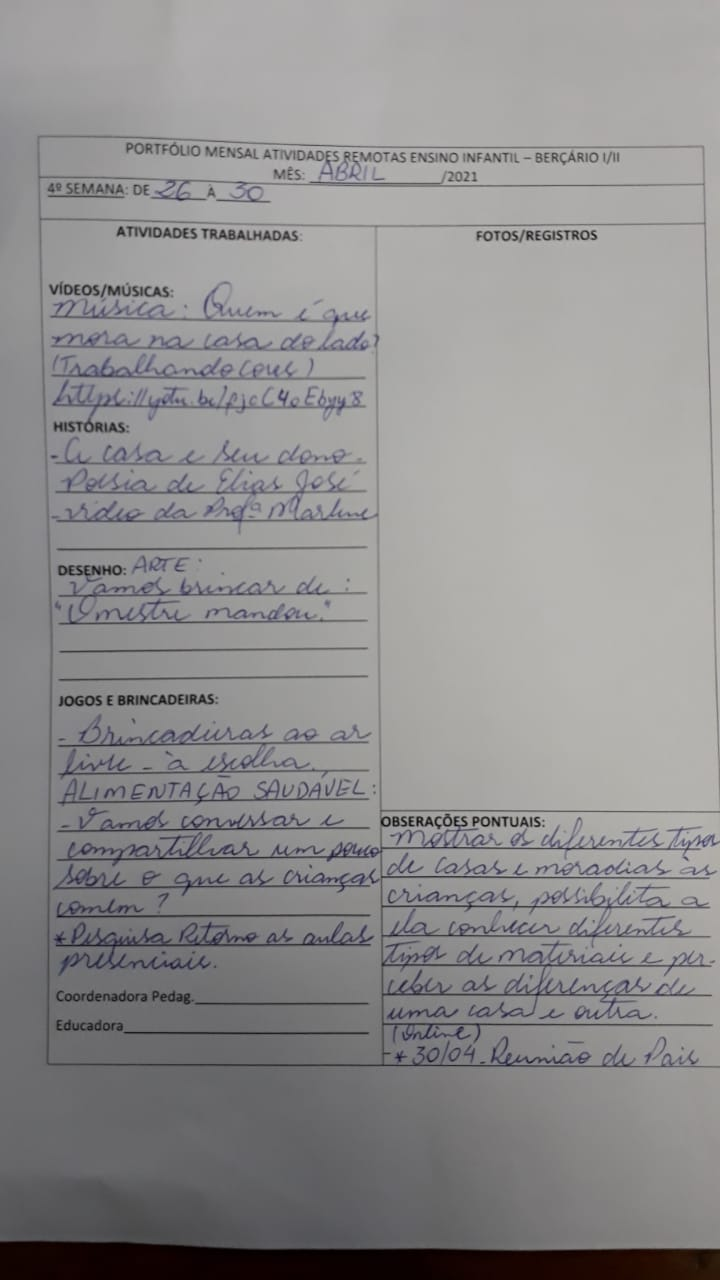 PORTFÓLIO MENSAL ATIVIDADES REMOTAS ENSINO INFANTIL – BERÇÁRIO I/II
MÊS: ABRIL /2021
4º SEMANA: DE 26 À 30
ATIVIDADES TRABALHADAS:
VÍDEOS/MÚSICAS:
Música: Quem é que
mora na casa do lado?
(Trabalhando cores)
HISTÓRIAS:
- A casa e seu dono.
Poesia de Elias José
- vídeo da Profª Marlene
DESENHO: ARTE:
Vamos brincar de:
"O mestre mandou."
JOGOS E BRINCADEIRAS:
- Brincadeiras ao ar
livre - à escolha.
ALIMENTAÇÃO SAUDÁVEL:
- Vamos conversar e
compartilhar um pouco
sobre o que as crianças
comem?
* Pesquisa Retorno as aulas
presenciais.
Coordenadora Pedag.
Educadora
FOTOS/REGISTROS
OBSERAÇÕES PONTUAIS:
Mostrar os diferentes tipos
de casas e moradias às
crianças, possibilita a
ela conhecer diferentes
tipos de materiais e per-
ceber as diferenças de
uma casa e outra.
(Online)
- * 30/04 - Reunião de Pais